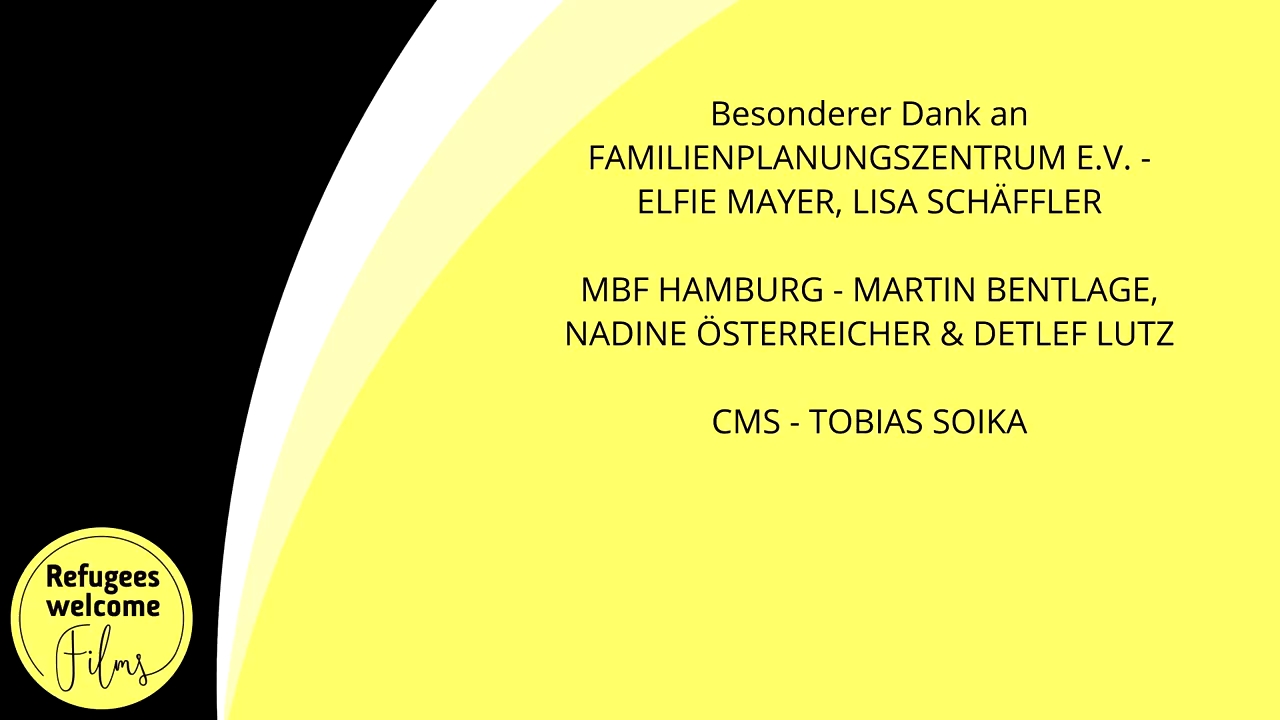 Besonderer Dank an
FAMILIENPLANUNGSZENTRUM E.V. -
ELFIE MAYER, LISA SCHÄFFLER
MBF HAMBURG - MARTIN BENTLAGE,
NADINE ÖSTERREICHER & DETLEF LUTZ
CMS - TOBIAS SOIKA
Refugees
welcome
Films